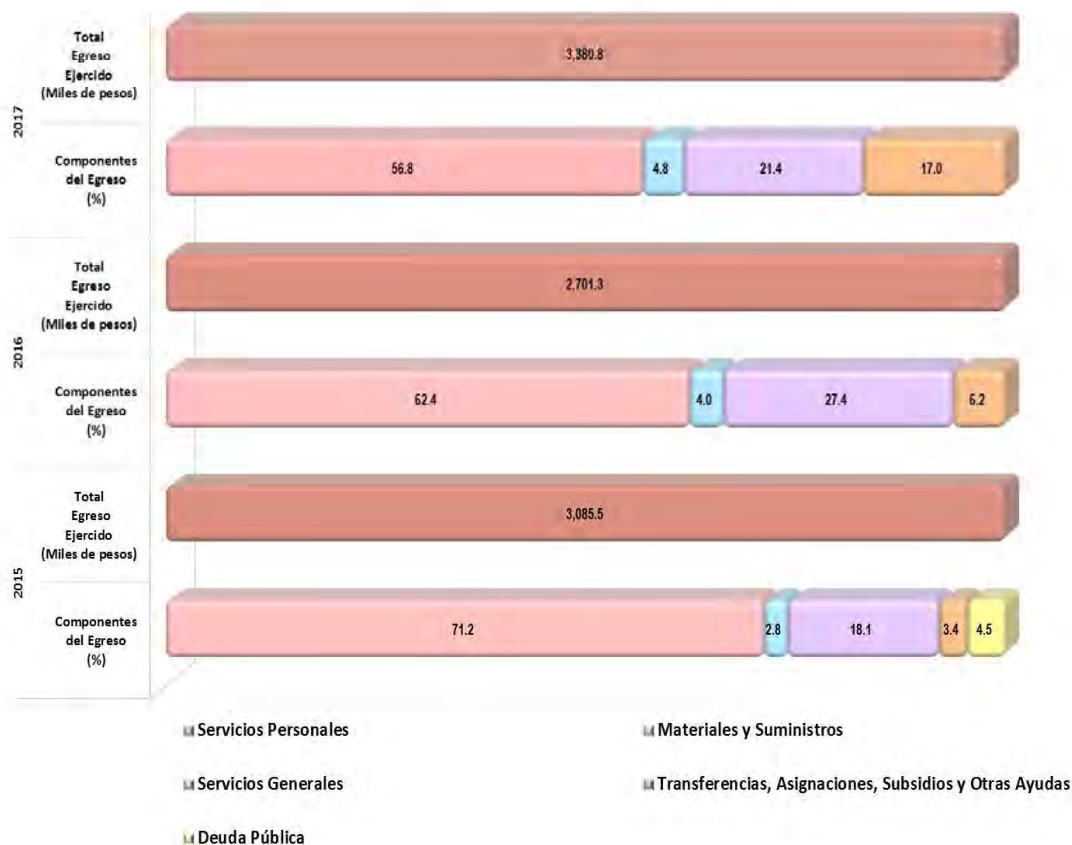 2017
Total
Egreso
Ejercido
(Miles de pesos)
3,380.8
Componentes
del Egreso
(%)
56.8
4.8
21.4
17.0
2016
Total
Egreso
Ejercido
(Miles de pesos)
2,701.3
Componentes
del Egreso
(%)
62.4
4.0
27.4
6.2
2015
Total
Egreso
Ejercido
(Miles de pesos)
3,085.5
Componentes
del Egreso
(%)
71.2
2.8
18.1
3.4
4.5
Servicios Personales
Materiales y Suministros
Servicios Generales
Transferencias, Asignaciones, Subsidios y Otras Ayudas
Deuda Pública